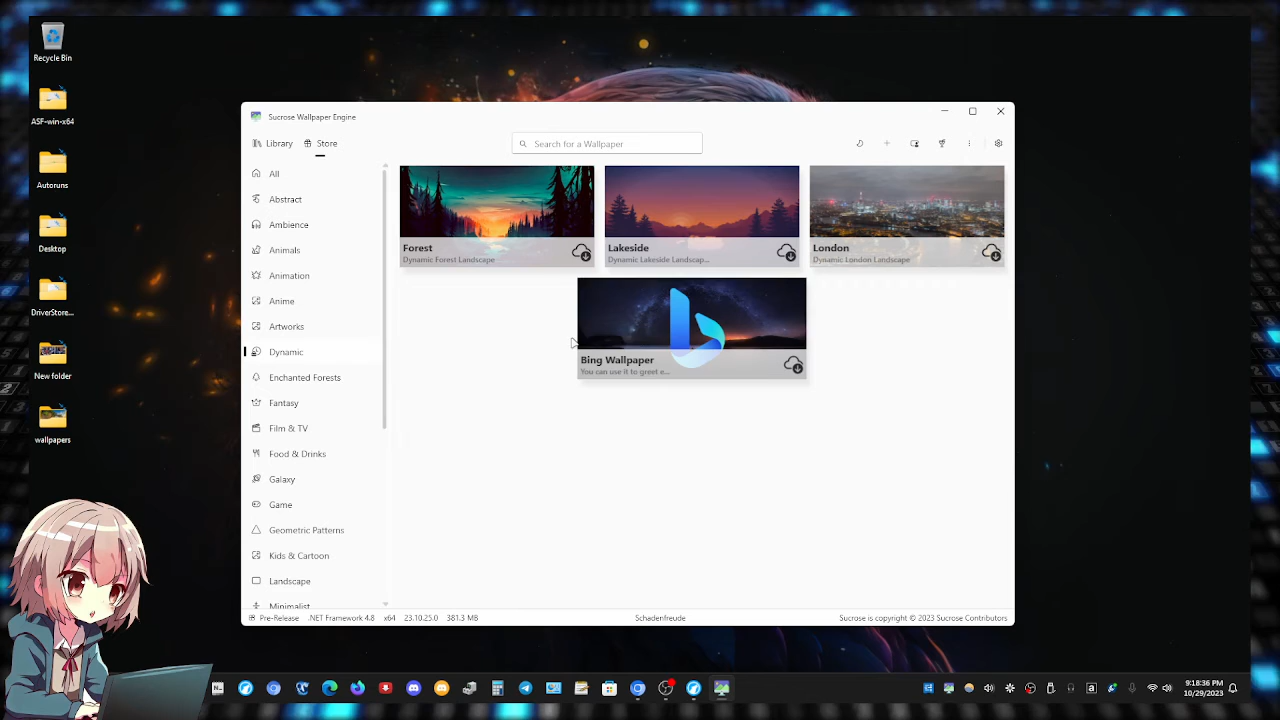 Recycle Bin
ASF-win-x64
Autoruns
Desktop
DriverStore...
New folder
wallpapers
Sucrose Wallpaper Engine
Library
Store
Search for a Wallpaper
All
Abstract
Ambience
Animals
Animation
Anime
Artworks
Dynamic
Enchanted Forests
Fantasy
Film & TV
Food & Drinks
Galaxy
Game
Geometric Patterns
Kids & Cartoon
Landscape
Minimalist
Forest
Dynamic Forest Landscape
Lakeside
Dynamic Lakeside Landscap...
London
Dynamic London Landscape
Bing Wallpaper
You can use it to greet e...
Pre-Release .NET Framework 4.8 x64 23.10.25.0 381.3 MB
Schadenfreude
Sucrose is copyright © 2023 Sucrose Contributors
9:18:36 PM
10/29/2023